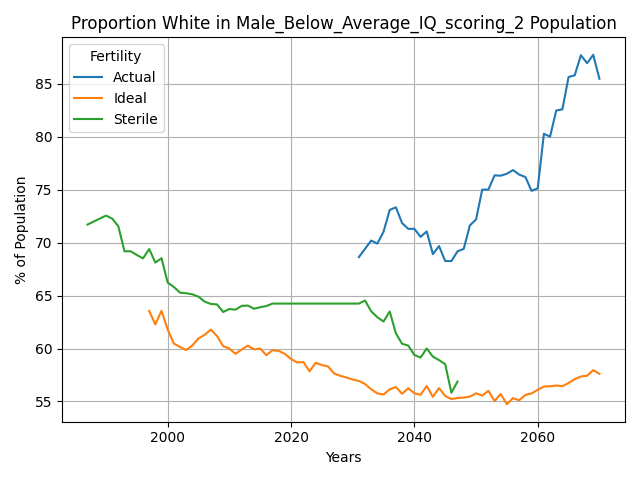 Proportion White in Male_Below_Average_IQ_scoring_2 Population
Fertility
Actual
Ideal
Sterile
% of Population
85
80
75
70
65
60
55
2000
2020
2040
2060
Years